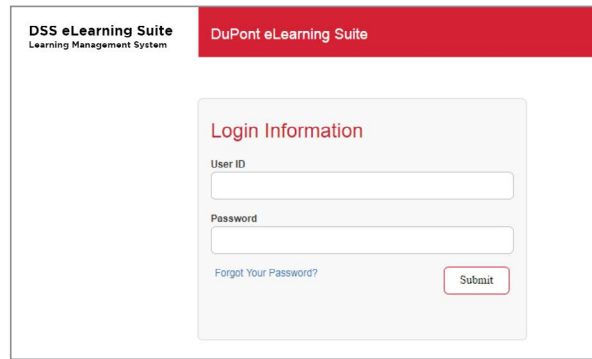 DSS eLearning Suite
Learning Management System
DuPont eLearning Suite
Login Information
User ID
Password
Forgot Your Password?
Submit